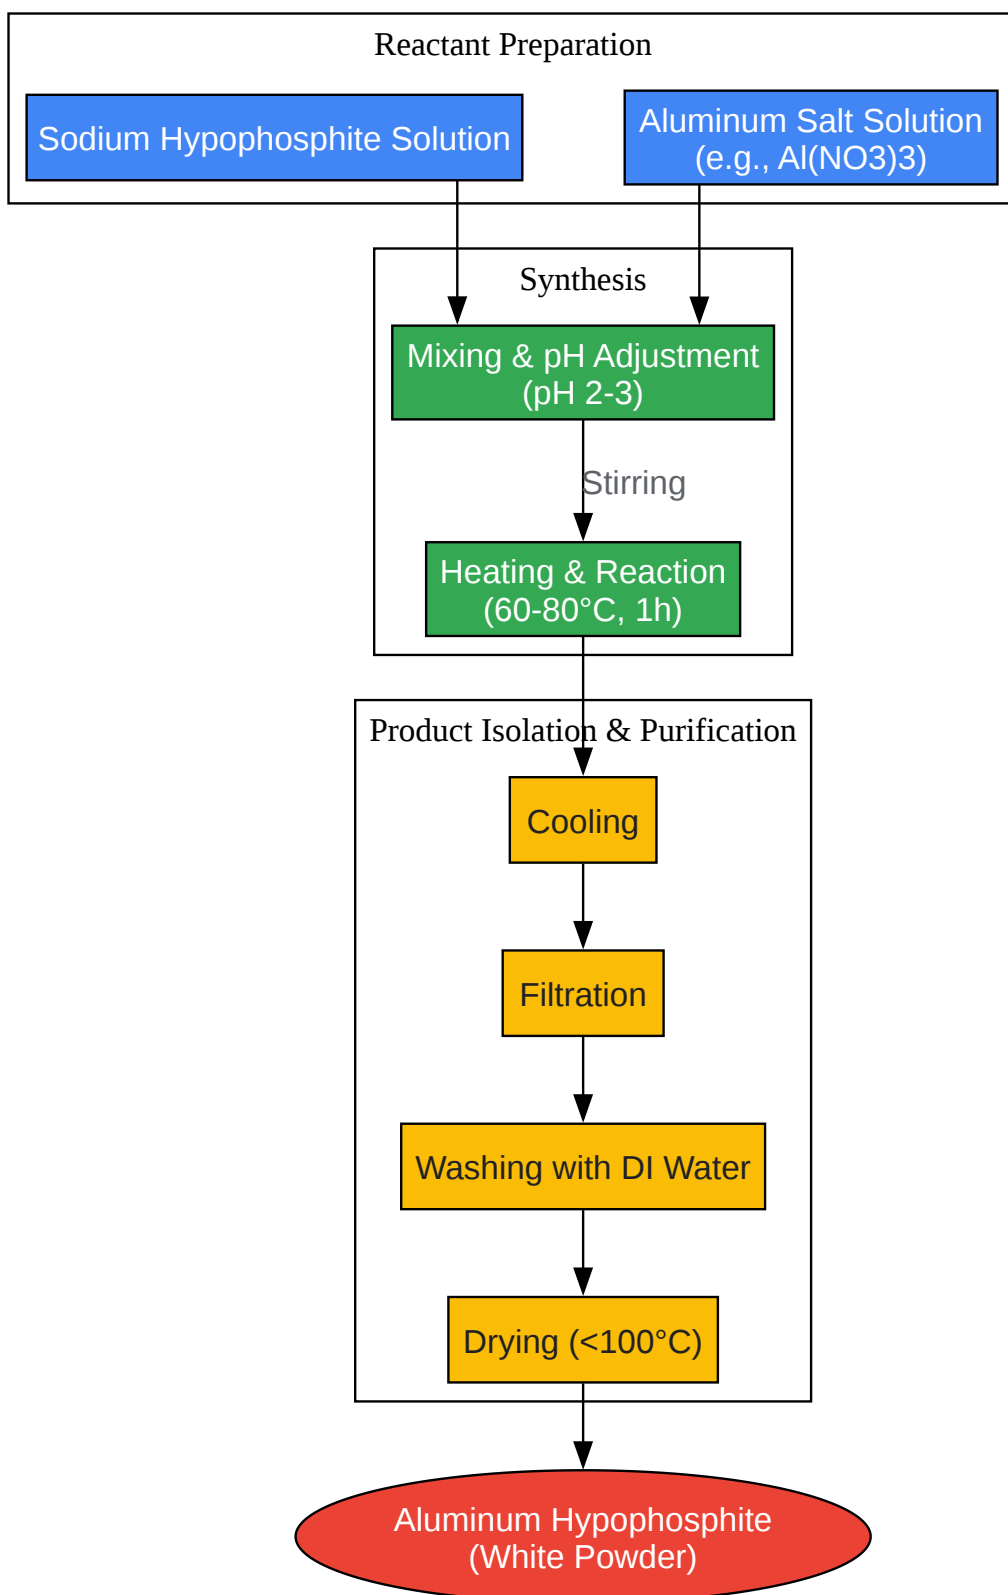 Reactant Preparation
Sodium Hypophosphite Solution
Aluminum Salt Solution
(e.g., Al(NO3)3)
Synthesis
Mixing & pH Adjustment
(pH 2-3)
Stirring
Heating & Reaction
(60-80°C, 1h)
Product Isolation & Purification
Cooling
Filtration
Washing with DI Water
Drying (<100°C)
Aluminum Hypophosphite
(White Powder)